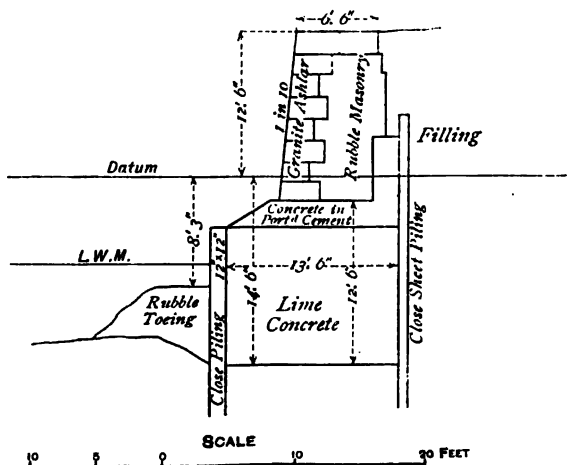 6'. 6"
12'. 6"
1 in 10
Granite Ashlar
Rubble Masonry
Filling
Datum
Concrete in
Port'd Cement
8'. 3"
L.W.M.
12" × 12"
13'. 6"
14'. 6"
12'. 6"
Rubble
Toeing
Lime
Concrete
Close Piling
Close Sheet Piling
SCALE
10 5 0 10 20 FEET